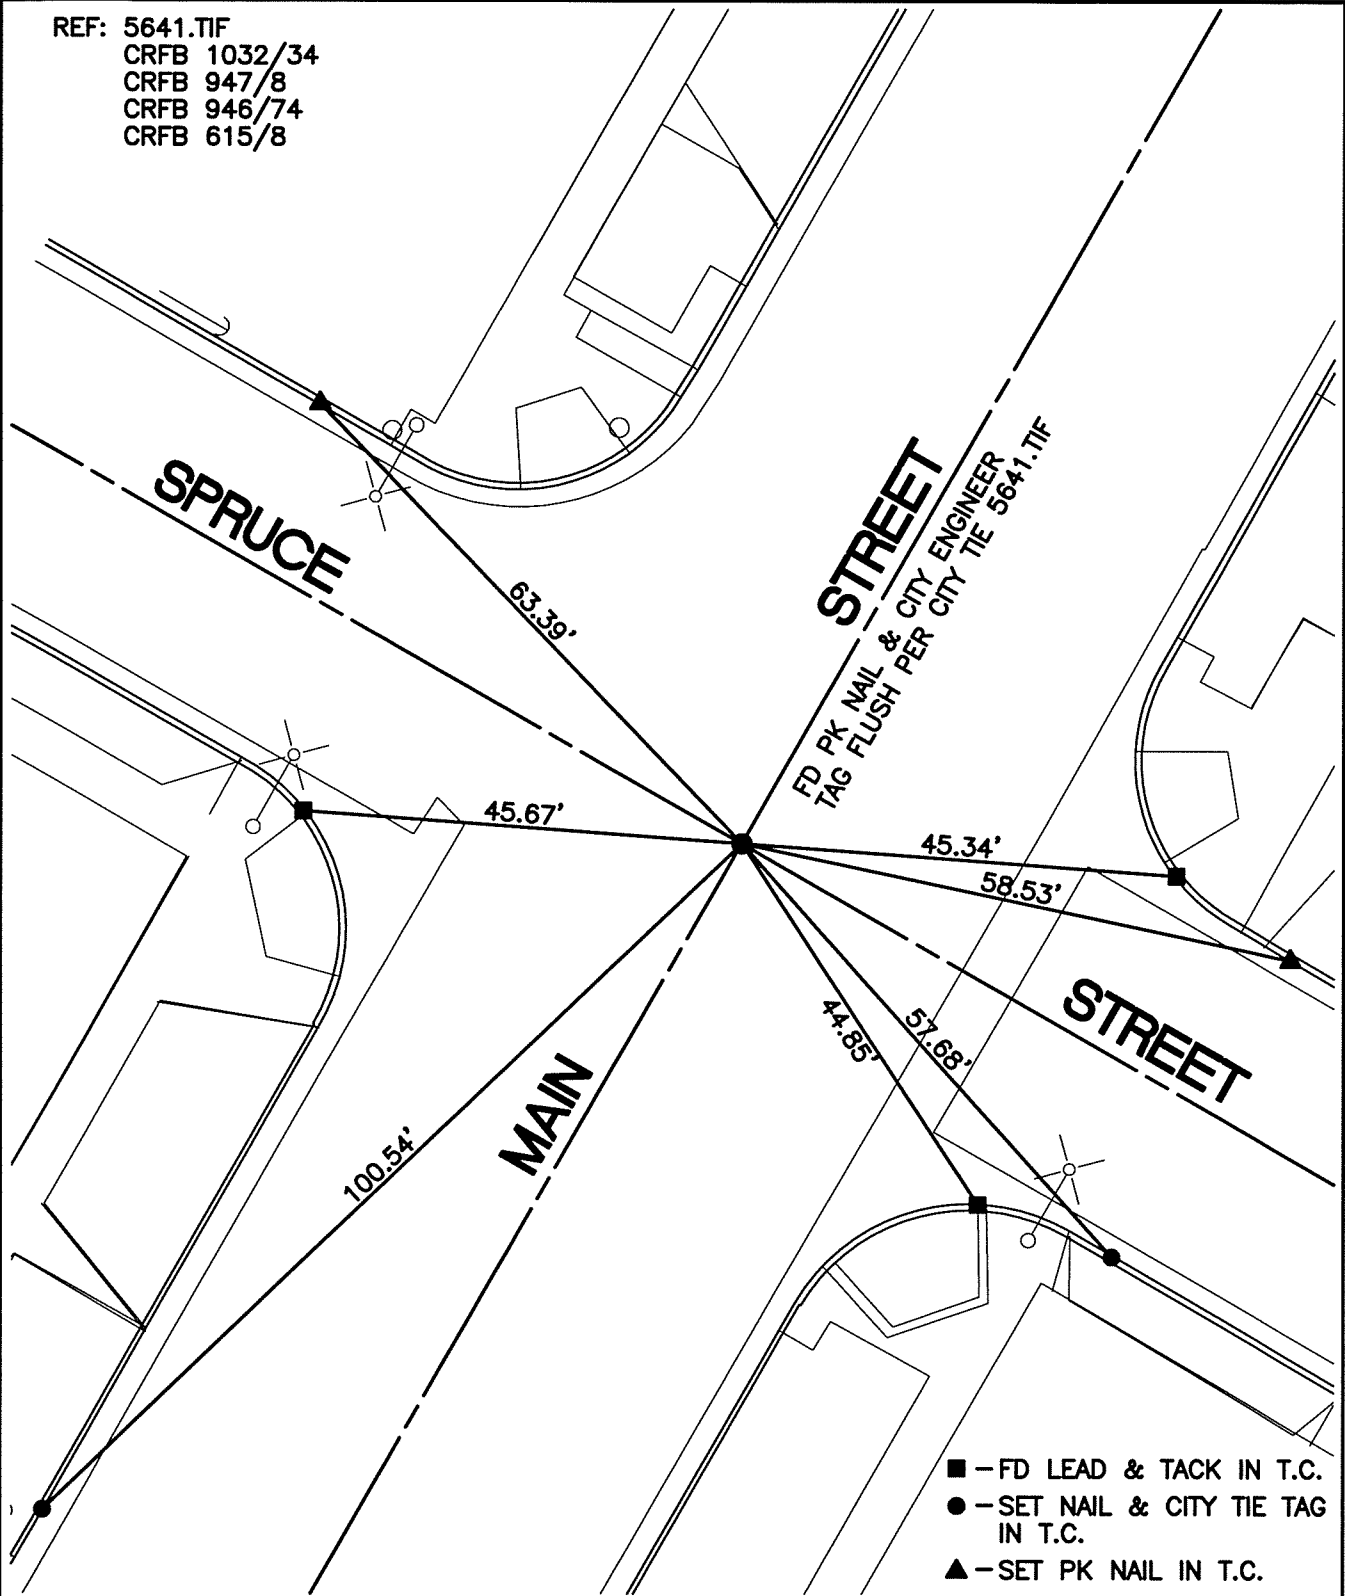 REF: 5641.TIF
CRFB 1032/34
CRFB 947/8
CRFB 946/74
CRFB 615/8
SPRUCE
STREET
FD PK NAIL & CITY ENGINEER
TAG FLUSH PER CITY TIE 5641.TIF
63.39'
45.67'
45.34'
58.53'
44.85'
57.68'
STREET
MAIN
100.54'
■ – FD LEAD & TACK IN T.C.
● – SET NAIL & CITY TIE TAG
IN T.C.
▲ – SET PK NAIL IN T.C.